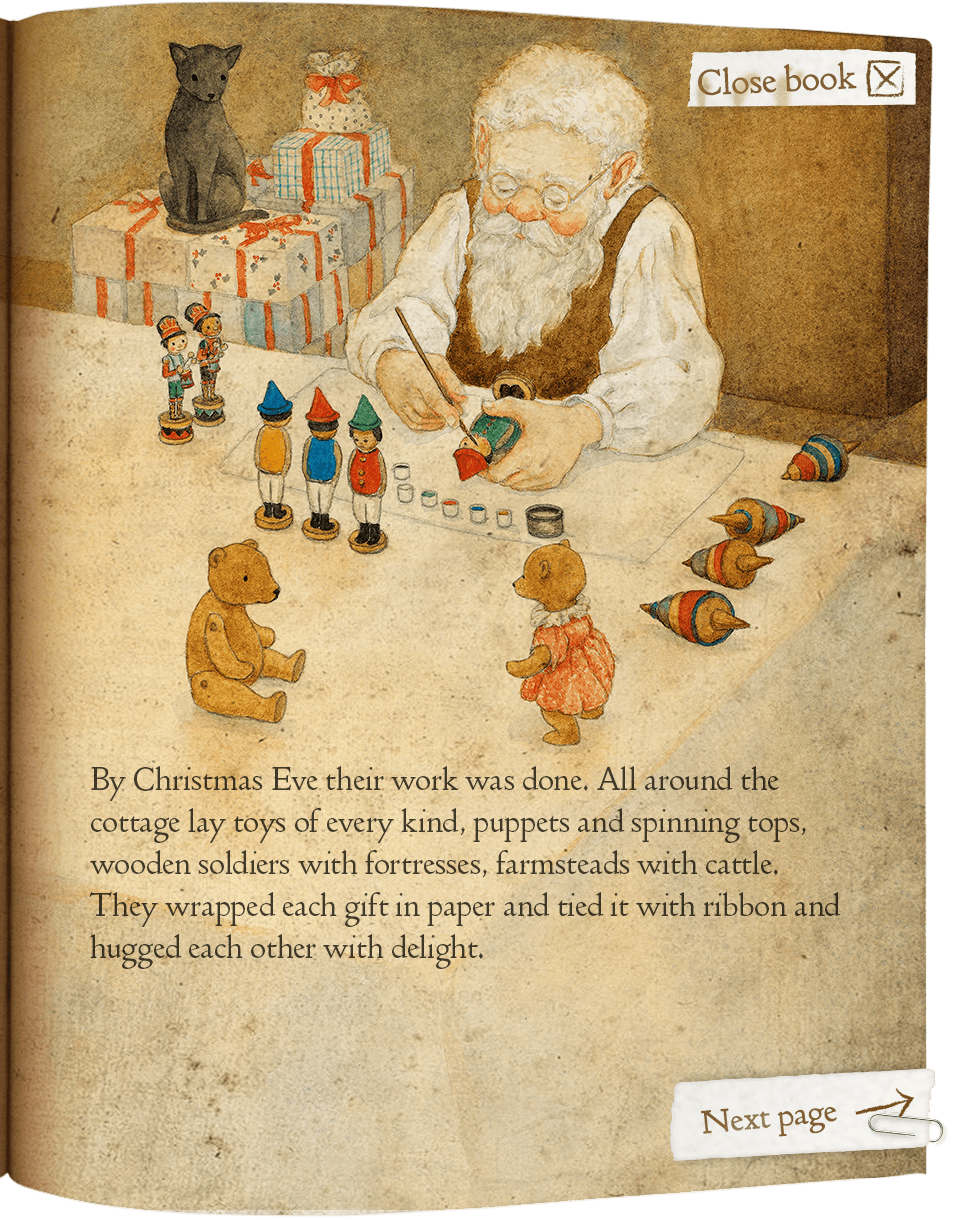 Close book
By Christmas Eve their work was done. All around the
cottage lay toys of every kind, puppets and spinning tops,
wooden soldiers with fortresses, farmsteads with cattle.
They wrapped each gift in paper and tied it with ribbon and
hugged each other with delight.
Next page